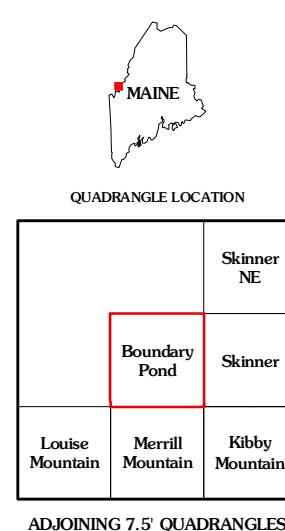 MAINE
QUADRANGLE LOCATION
Skinner
NE
Boundary
Pond
Skinner
Louise
Mountain
Merrill
Mountain
Kibby
Mountain
ADJOINING 7.5' QUADRANGLES